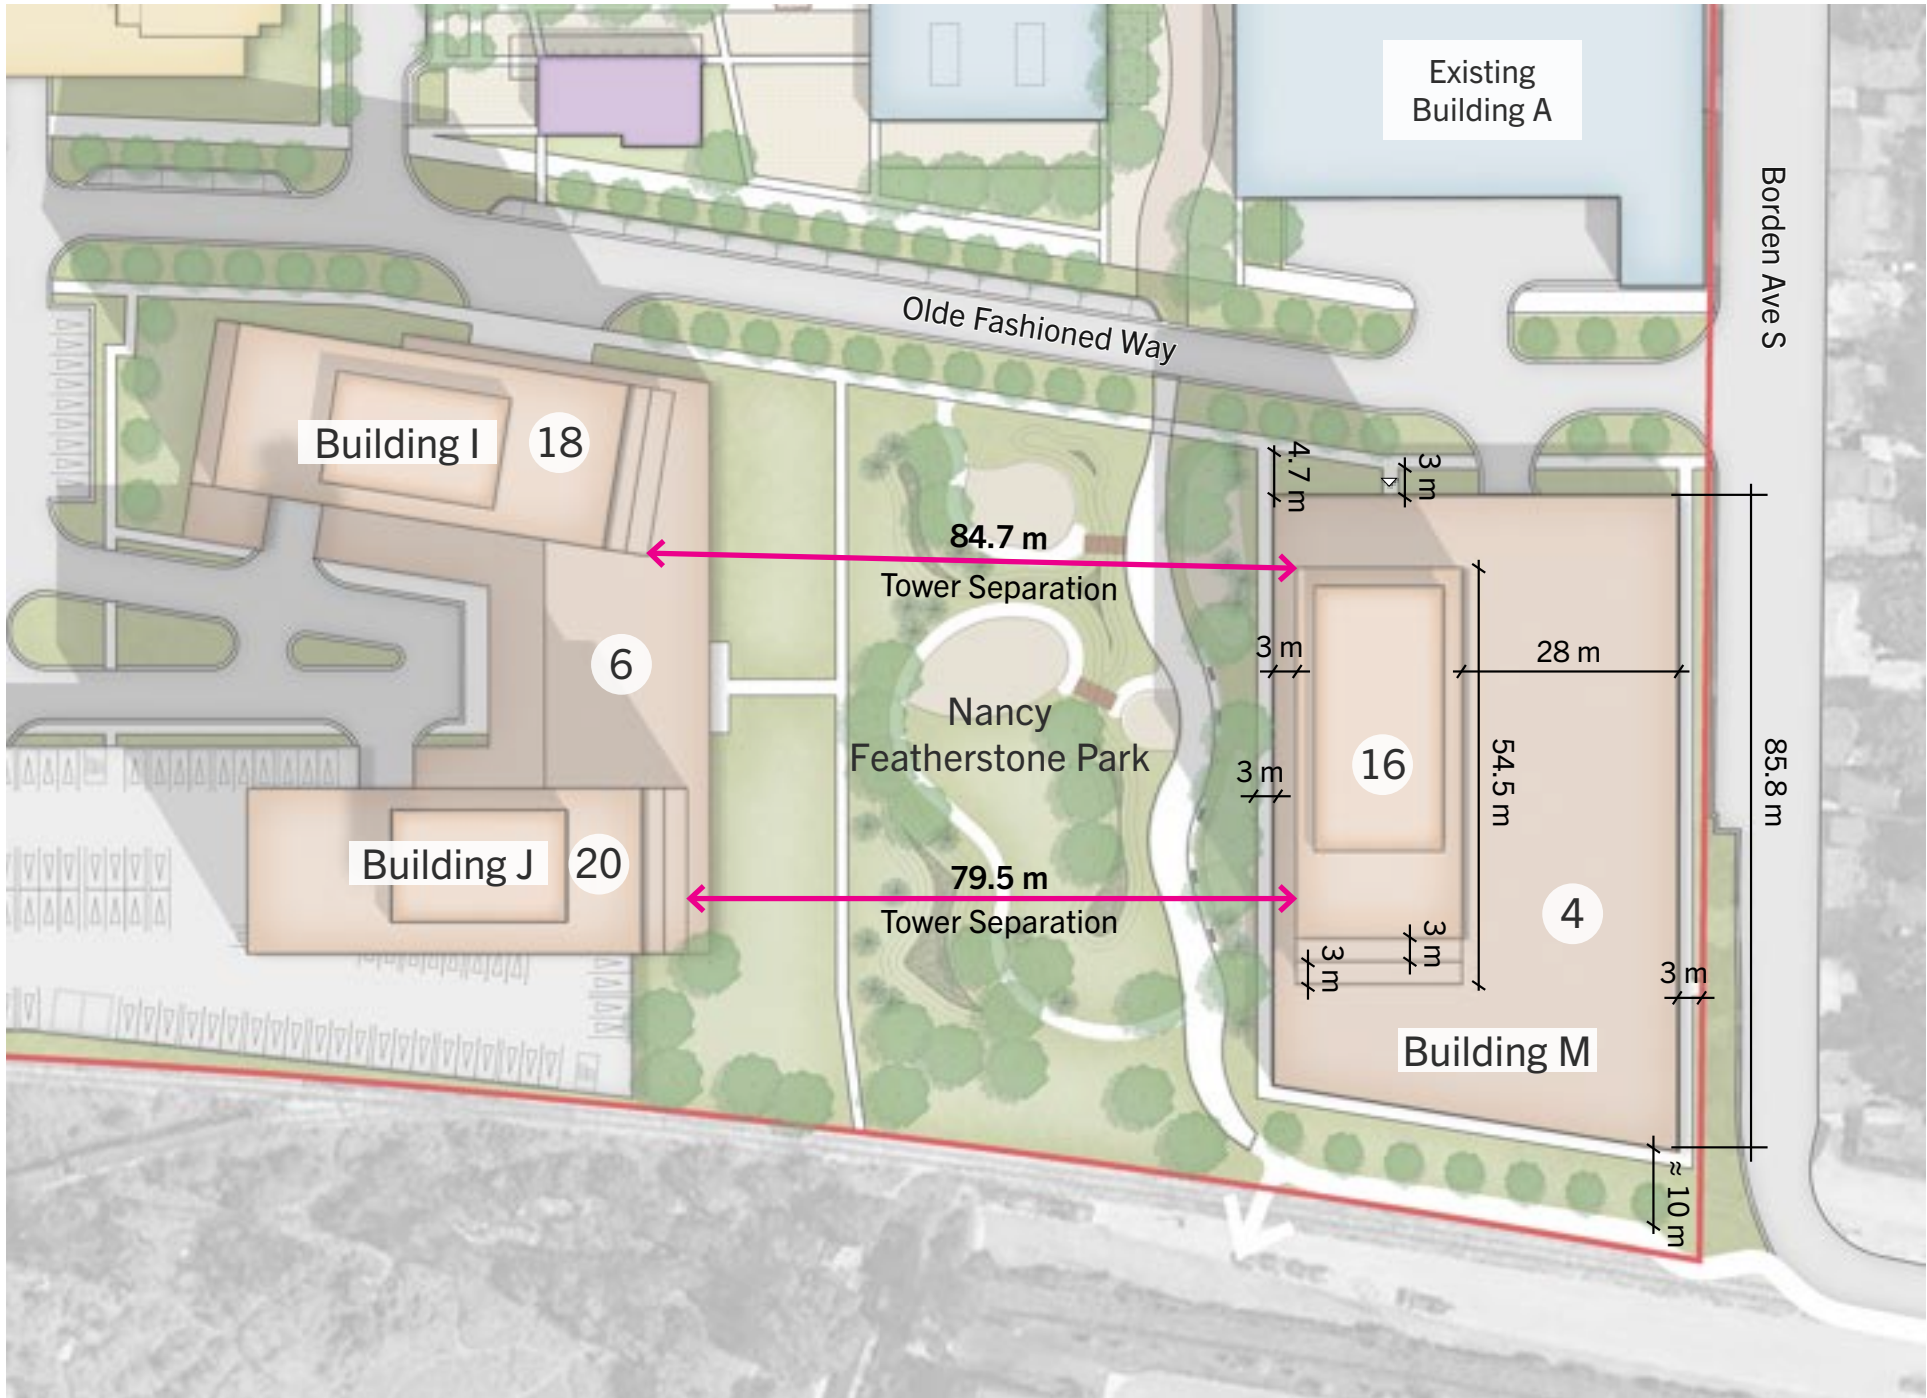 Existing
Building A
Borden Ave S
Olde Fashioned Way
Building I
18
4.7 m
3 m
84.7 m
Tower Separation
6
3 m
28 m
Nancy
Featherstone Park
16
3 m
54.5 m
85.8 m
Building J
20
79.5 m
Tower Separation
4
3 m
3 m
3 m
Building M
≈ 10 m